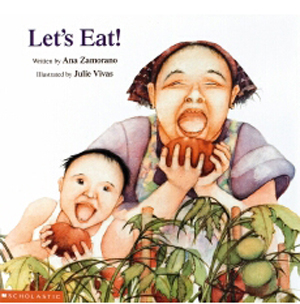 Let's Eat!
Written by Ana Zamorano
Illustrated by Julie Vivas
SCHOLASTIC